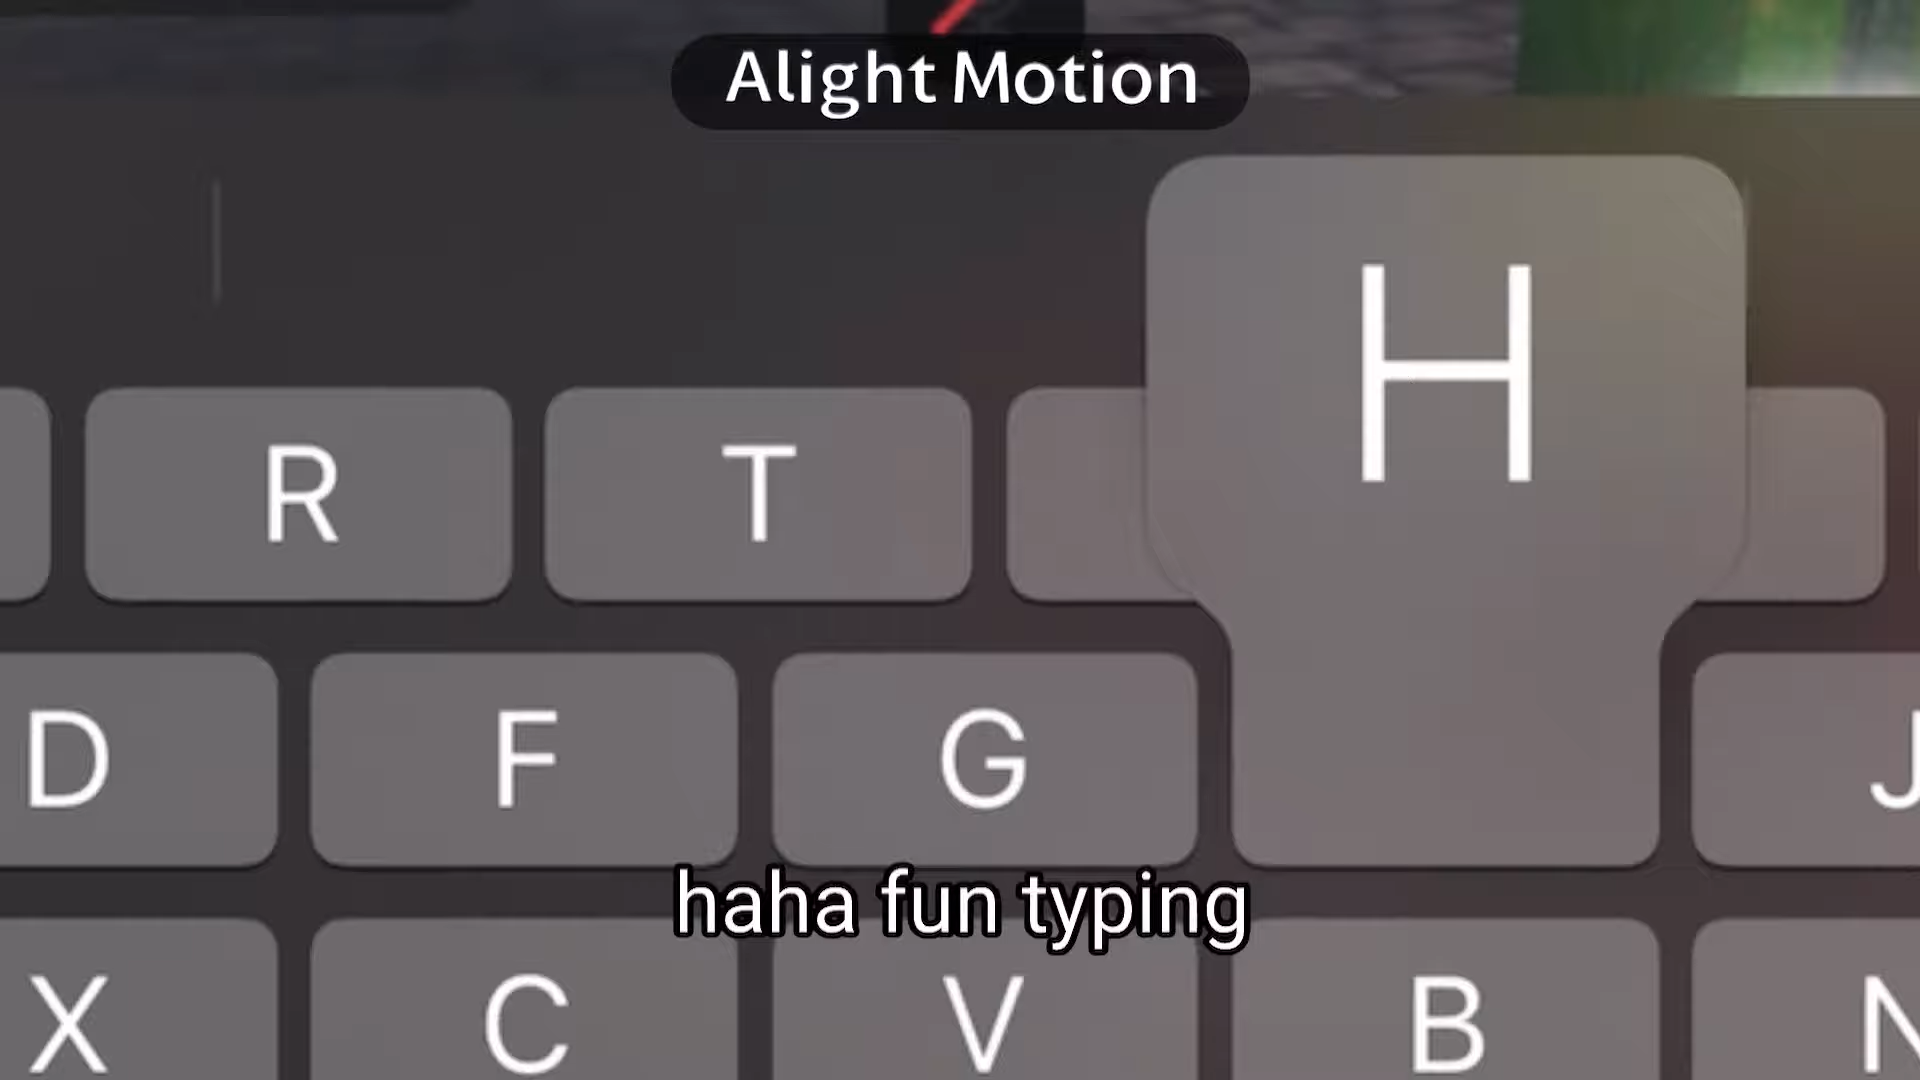 Alight Motion
H
R T
D F G J
haha fun typing
X C V B N